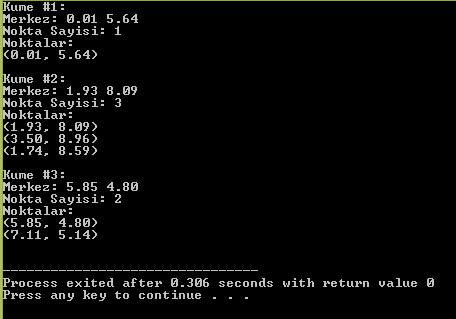 Kume #1:
Merkez: 0.01 5.64
Nokta Sayisi: 1
Noktalar:
(0.01, 5.64)
Kume #2:
Merkez: 1.93 8.09
Nokta Sayisi: 3
Noktalar:
(1.93, 8.09)
(3.50, 8.96)
(1.74, 8.59)
Kume #3:
Merkez: 5.85 4.80
Nokta Sayisi: 2
Noktalar:
(5.85, 4.80)
(7.11, 5.14)
--------------------------------
Process exited after 0.306 seconds with return value 0
Press any key to continue . . .